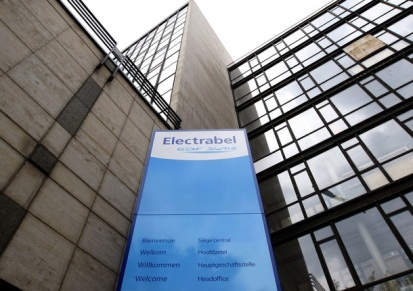 Electrabel
GDF SUEZ
Bienvenue Siège central
Welkom Hoofdzetel
Willkommen Hauptgeschäftsstelle
Welcome Headoffice